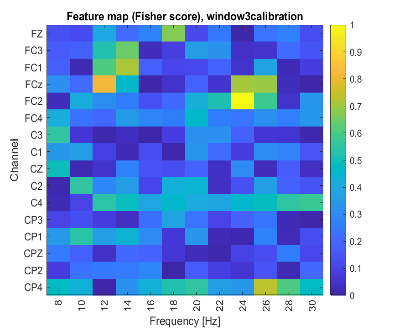 Feature map (Fisher score), window3calibration
FZ
FC3
FC1
FCz
FC2
FC4
C3
C1
CZ
C2
C4
CP3
CP1
CPZ
CP2
CP4
Channel
8 10 12 14 16 18 20 22 24 26 28 30
Frequency [Hz]
1
0.9
0.8
0.7
0.6
0.5
0.4
0.3
0.2
0.1
0